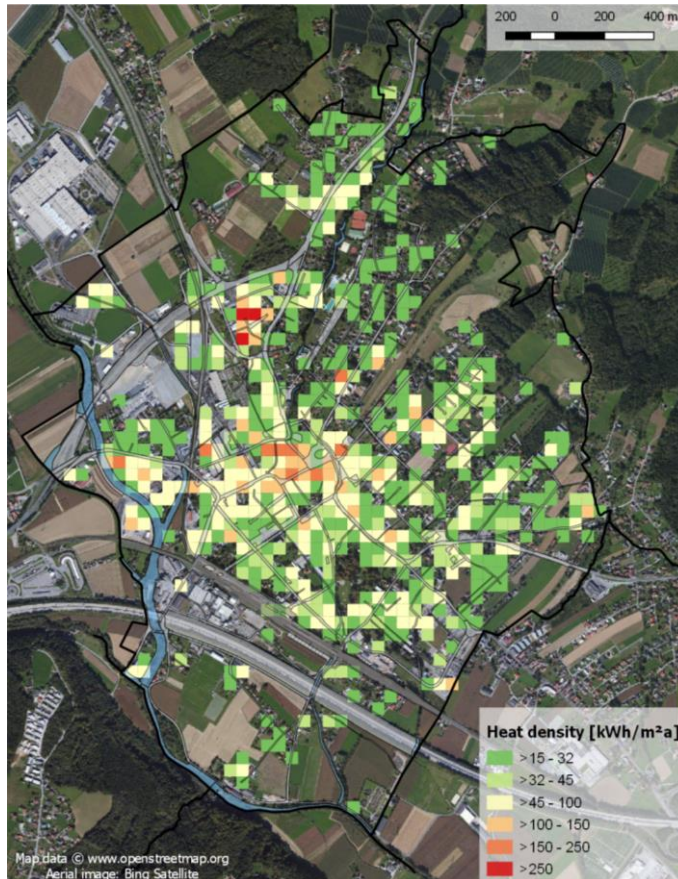 200 0 200 400 m
Heat density [kWh/m²a]
>15 - 32
>32 - 45
>45 - 100
>100 - 150
>150 - 250
>250
Map data © www.openstreetmap.org
Aerial image: Bing Satellite